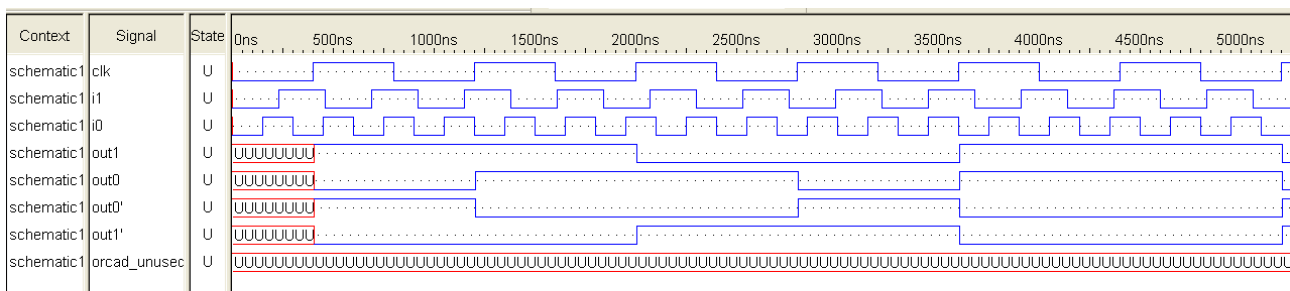 Context Signal State 0ns 500ns 1000ns 1500ns 2000ns 2500ns 3000ns 3500ns 4000ns 4500ns 5000ns
schematic1 clk U
schematic1 i1 U
schematic1 i0 U
schematic1 out1 U UUUUUUUU
schematic1 out0 U UUUUUUUU
schematic1 out0' U UUUUUUUU
schematic1 out1' U UUUUUUUU
schematic1 orcad_unusec U